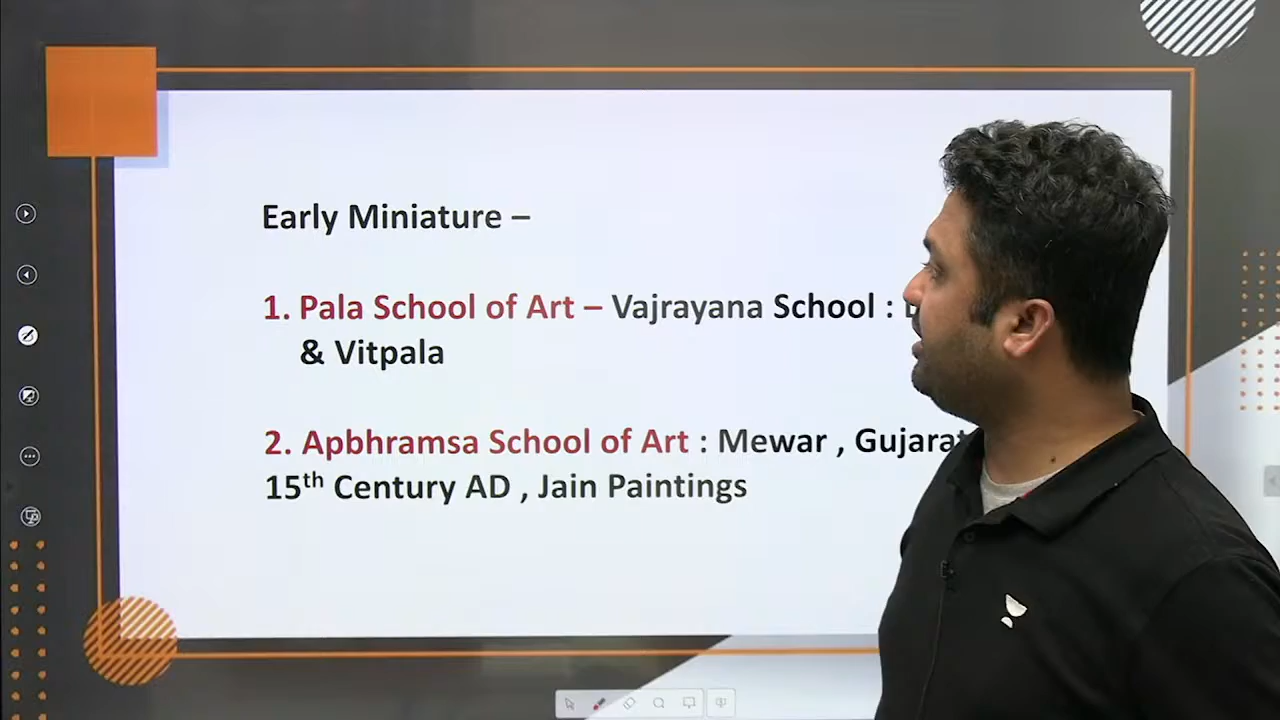 Early Miniature –
1. Pala School of Art – Vajrayana School :
& Vitpala
2. Apbhramsa School of Art : Mewar , Gujarat
15th Century AD , Jain Paintings